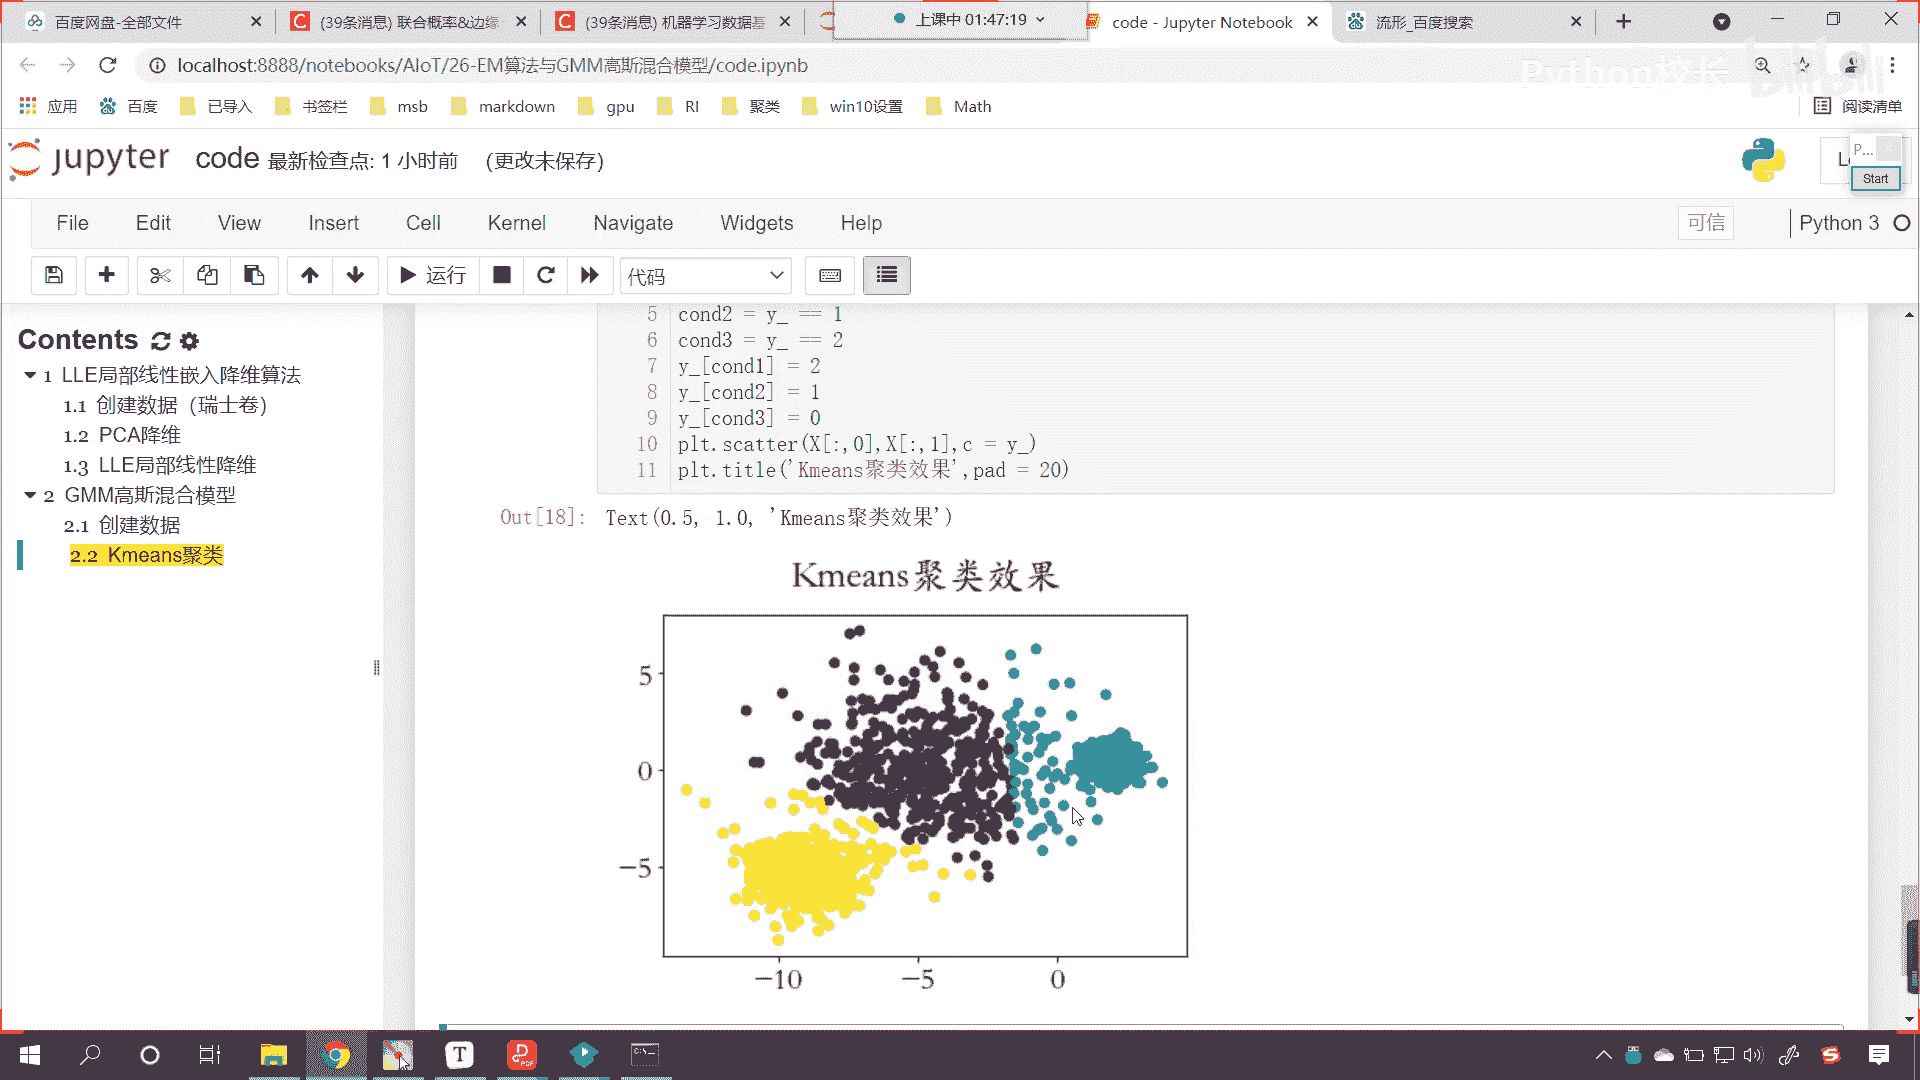 百度网盘-全部文件
(39条消息) 联合概率&边缘
(39条消息) 机器学习数据基
上课中 01:47:19
code - Jupyter Notebook
流形_百度搜索
localhost:8888/notebooks/AIoT/26-EM算法与GMM高斯混合模型/code.ipynb
Python校长
bilibili
应用
百度
已导入
书签栏
msb
markdown
gpu
RI
聚类
win10设置
Math
阅读清单
jupyter
code 最新检查点: 1 小时前 (更改未保存)
P...
Start
File
Edit
View
Insert
Cell
Kernel
Navigate
Widgets
Help
可信
Python 3
运行
代码
Contents
1 LLE局部线性嵌入降维算法
1.1 创建数据（瑞士卷）
1.2 PCA降维
1.3 LLE局部线性降维
2 GMM高斯混合模型
2.1 创建数据
2.2 Kmeans聚类
5 cond2 = y_ == 1
6 cond3 = y_ == 2
7 y_[cond1] = 2
8 y_[cond2] = 1
9 y_[cond3] = 0
10 plt.scatter(X[:,0],X[:,1],c = y_)
11 plt.title('Kmeans聚类效果',pad = 20)
Out[18]: Text(0.5, 1.0, 'Kmeans聚类效果')
Kmeans聚类效果
5
0
−5
−10
−5
0